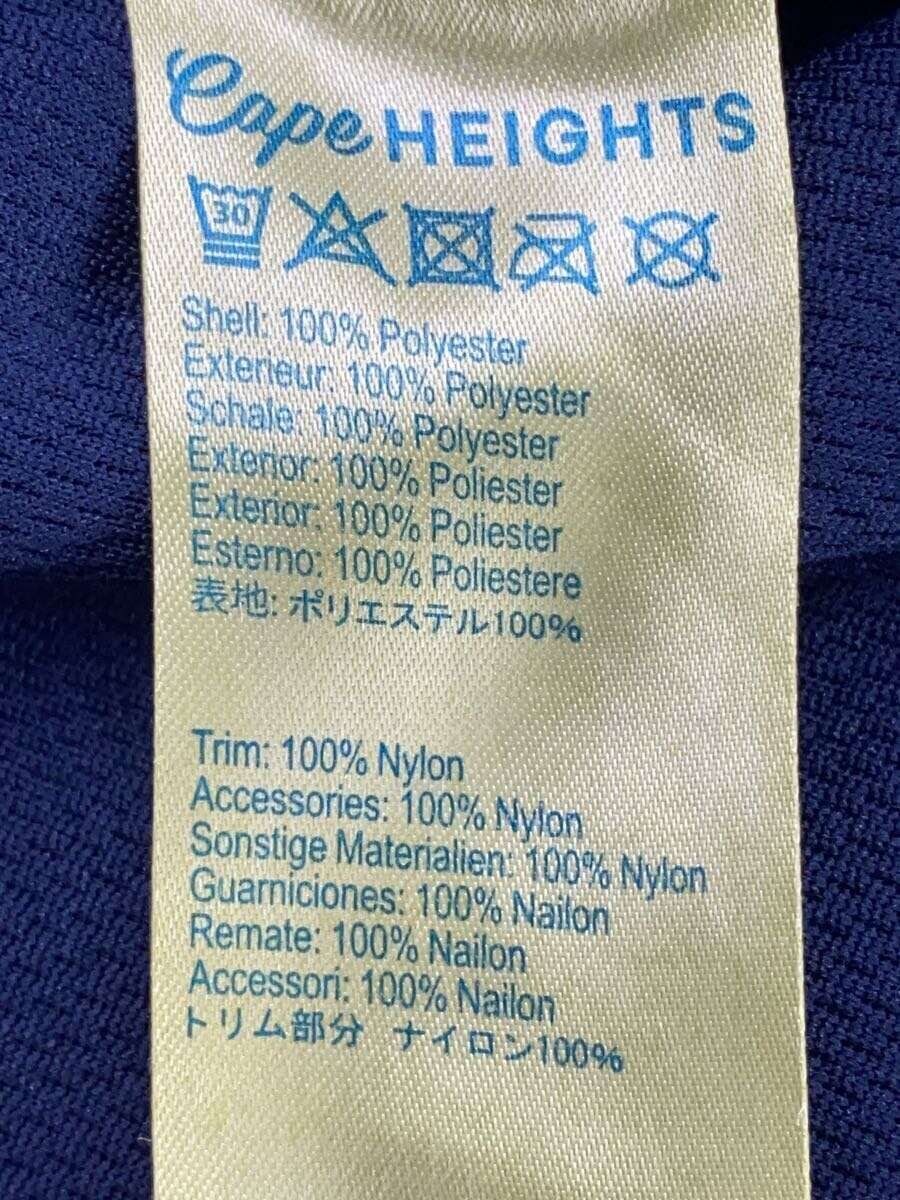 Cape HEIGHTS
30
Shell: 100% Polyester
Exterieur: 100% Polyester
Schale: 100% Polyester
Exterior: 100% Poliester
Exterior: 100% Poliester
Esterno: 100% Poliestere
表地: ポリエステル100%
Trim: 100% Nylon
Accessories: 100% Nylon
Sonstige Materialien: 100% Nylon
Guarniciones: 100% Nailon
Remate: 100% Nailon
Accessori: 100% Nailon
トリム部分 ナイロン100%